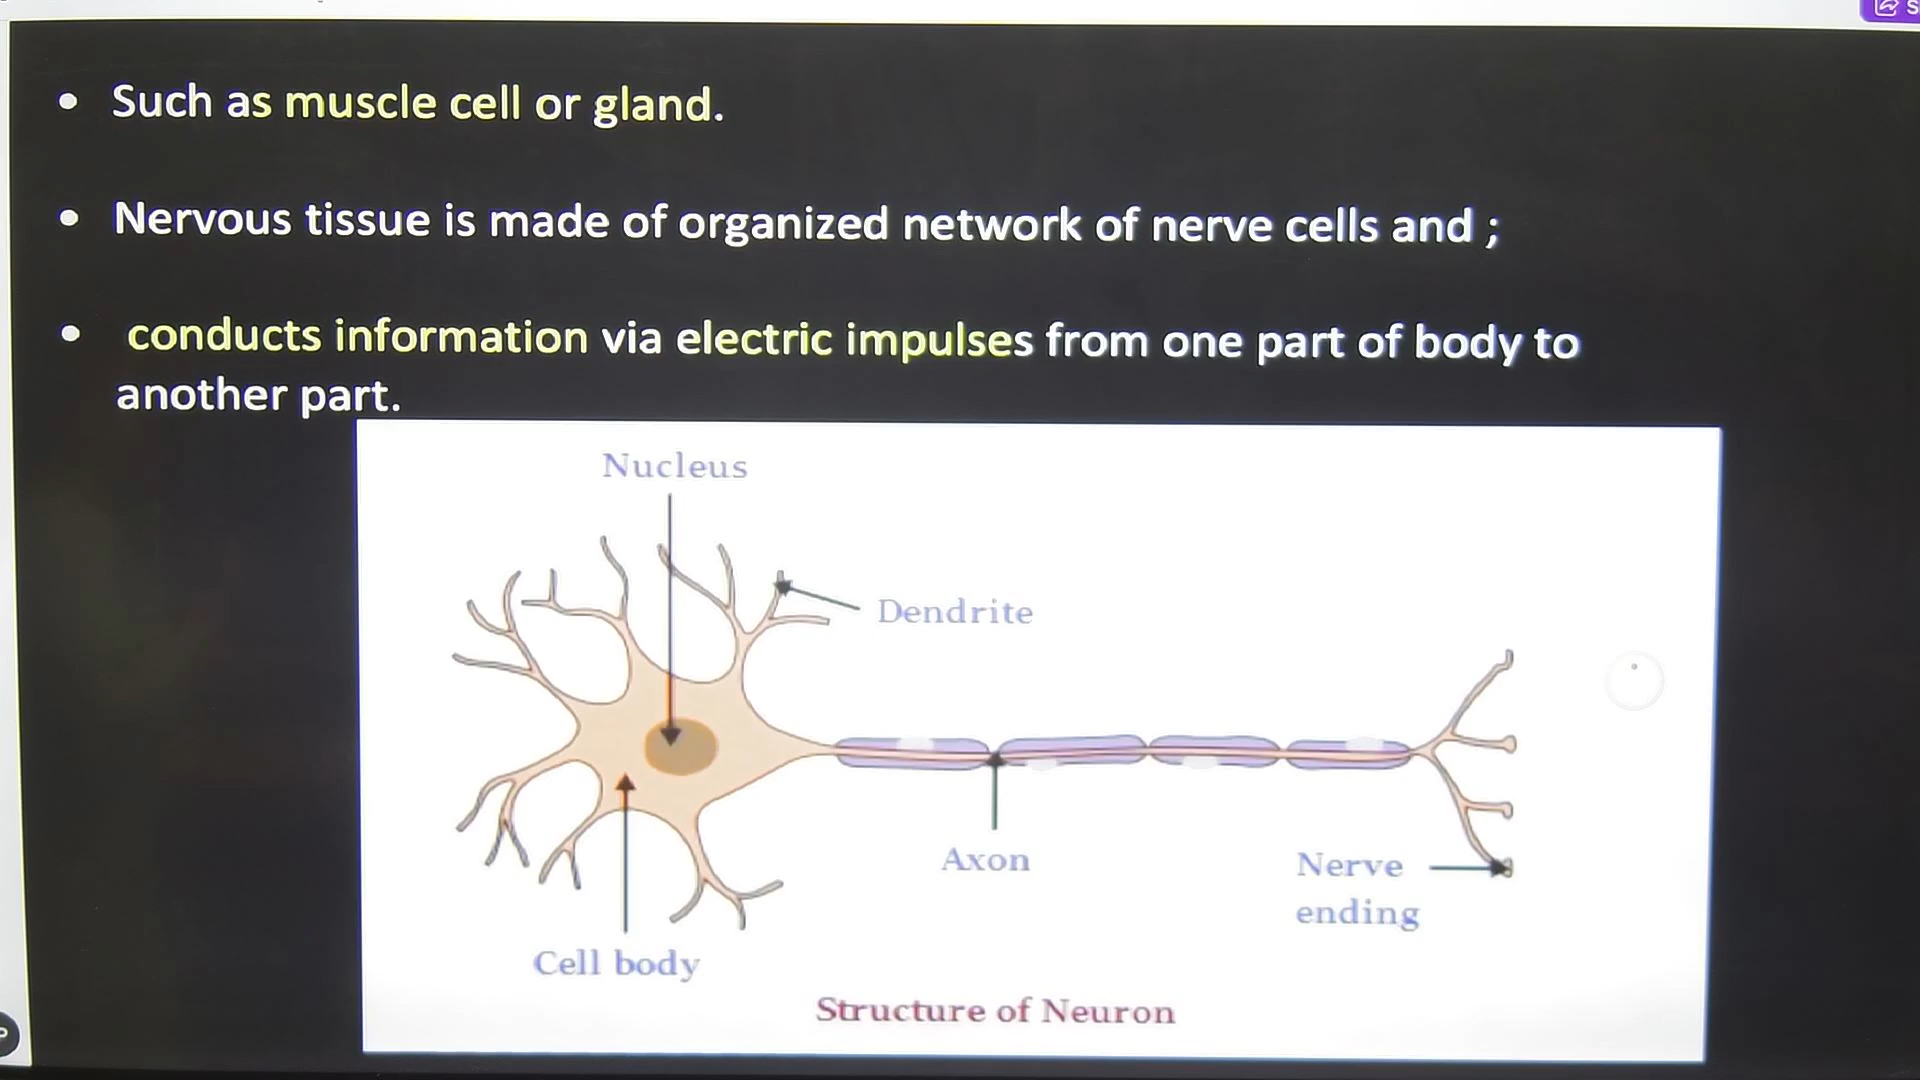 • Such as muscle cell or gland.
• Nervous tissue is made of organized network of nerve cells and ;
• conducts information via electric impulses from one part of body to
another part.
Nucleus
Dendrite
Axon
Nerve
ending
Cell body
Structure of Neuron